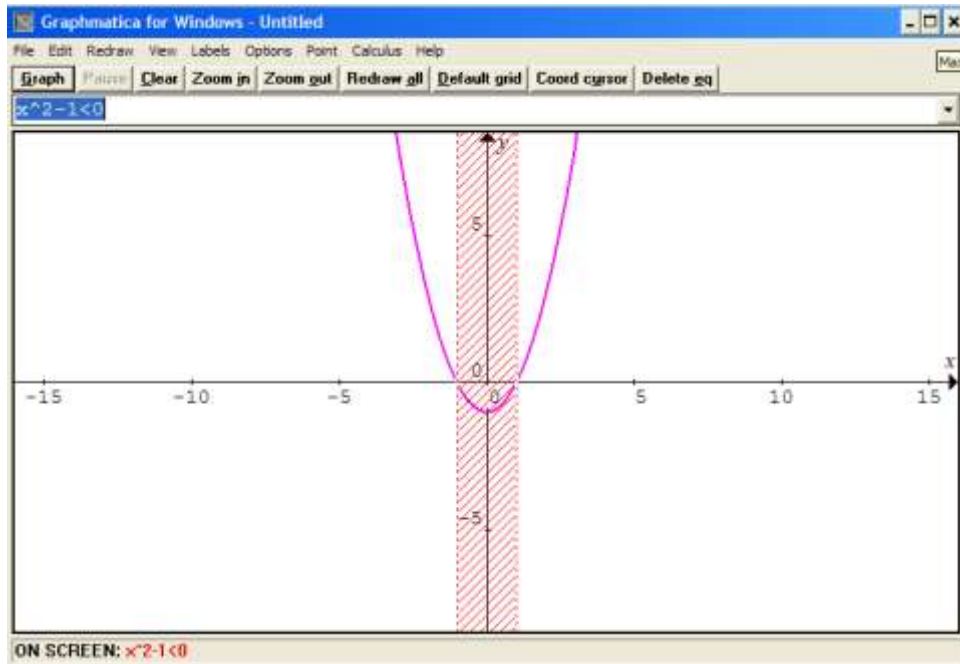 Graphmatica for Windows - Untitled
File Edit Redraw View Labels Options Point Calculus Help
Graph Pause Clear Zoom in Zoom out Redraw all Default grid Coord cursor Delete eq
Max
x^2-1<0
y
5
0
x
-15 -10 -5 0 5 10 15
-5
ON SCREEN: x^2-1<0